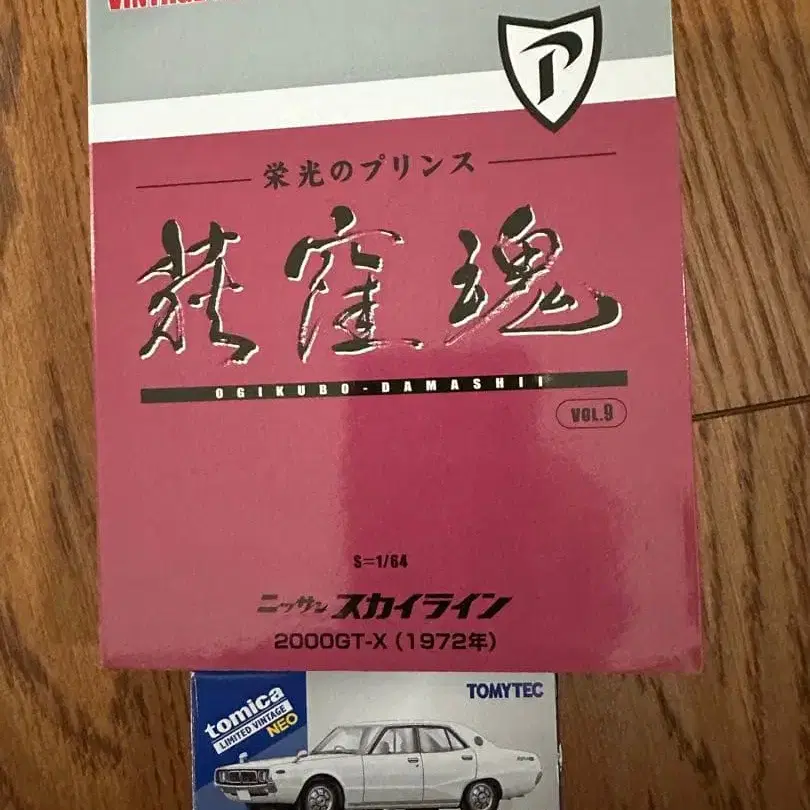 VINTAGE
P
栄光のプリンス
荻窪魂
OGIKUBO-DAMASHII
VOL.9
S=1/64
ニッサン スカイライン
2000GT-X（1972年）
tomica
LIMITED VINTAGE
NEO
TOMYTEC